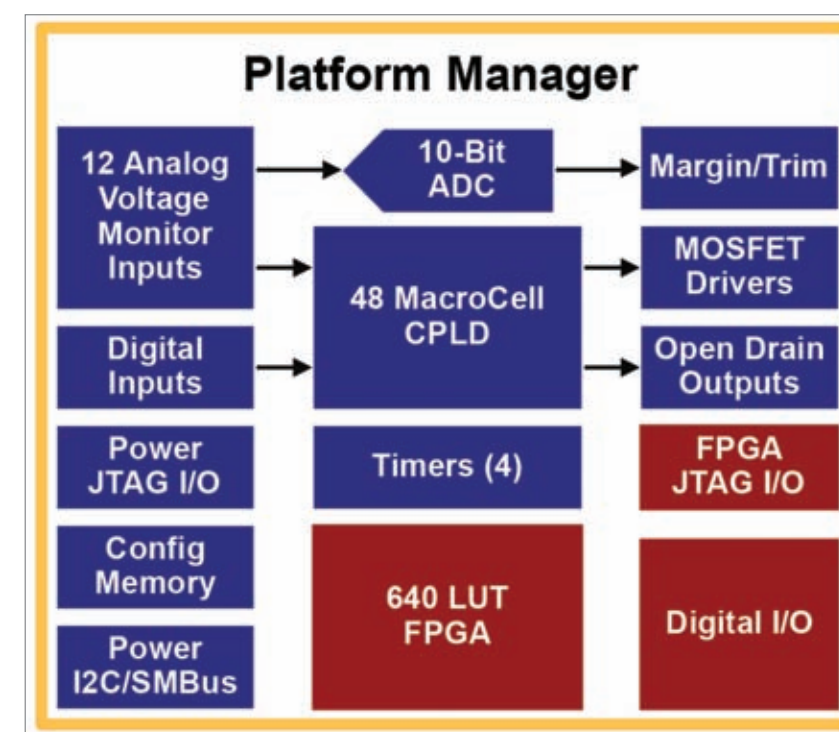 Platform Manager
12 Analog
Voltage
Monitor
Inputs
10-Bit
ADC
Margin/Trim
48 MacroCell
CPLD
MOSFET
Drivers
Digital
Inputs
Open Drain
Outputs
Power
JTAG I/O
Timers (4)
FPGA
JTAG I/O
Config
Memory
640 LUT
FPGA
Digital I/O
Power
I2C/SMBus